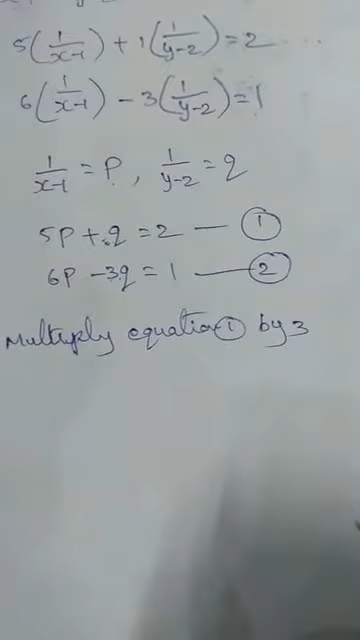 5(1/x-1) + 1(1/y-2) = 2
6(1/x-1) - 3(1/y-2) = 1
1/x-1 = P, 1/y-2 = q
5P + q = 2 — ①
6P - 3q = 1 — ②
Multiply equation ① by 3